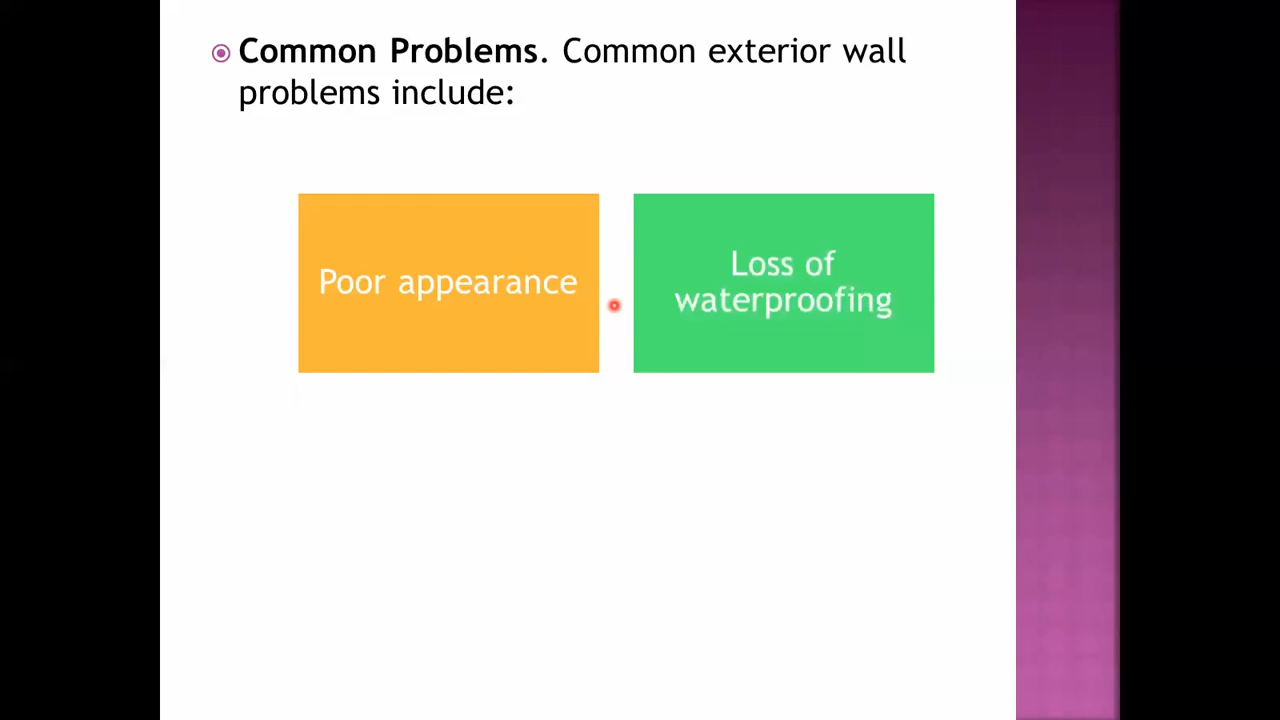 Common Problems. Common exterior wall
problems include:
Poor appearance
Loss of
waterproofing